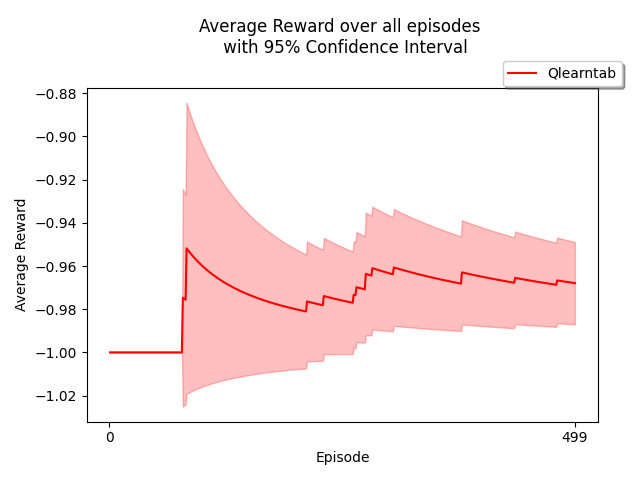 Average Reward over all episodes
with 95% Confidence Interval
Qlearntab
−0.88
−0.90
−0.92
−0.94
−0.96
−0.98
−1.00
−1.02
Average Reward
0
499
Episode